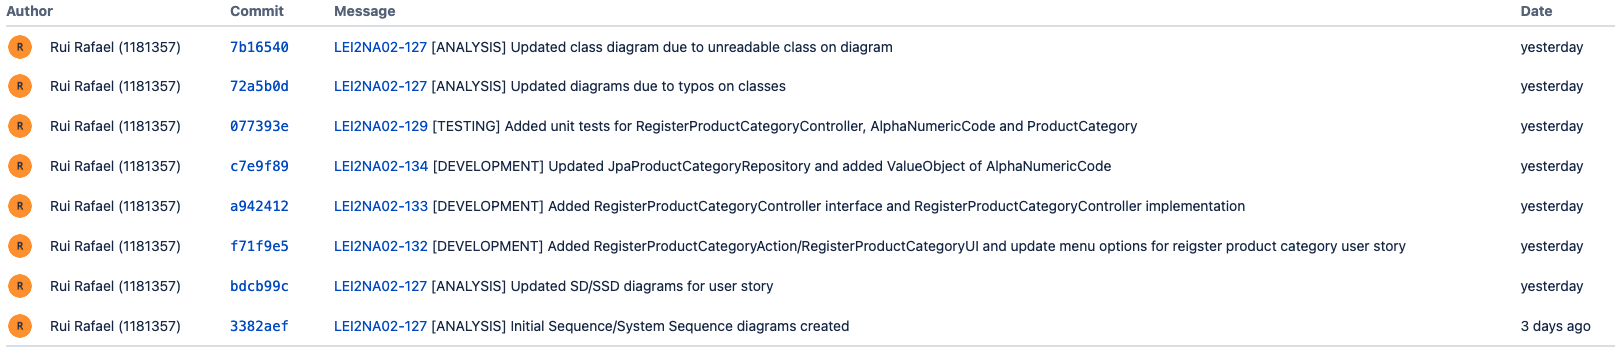 Author Commit Message Date
R Rui Rafael (1181357) 7b16540 LEI2NA02-127 [ANALYSIS] Updated class diagram due to unreadable class on diagram yesterday
R Rui Rafael (1181357) 72a5b0d LEI2NA02-127 [ANALYSIS] Updated diagrams due to typos on classes yesterday
R Rui Rafael (1181357) 077393e LEI2NA02-129 [TESTING] Added unit tests for RegisterProductCategoryController, AlphaNumericCode and ProductCategory yesterday
R Rui Rafael (1181357) c7e9f89 LEI2NA02-134 [DEVELOPMENT] Updated JpaProductCategoryRepository and added ValueObject of AlphaNumericCode yesterday
R Rui Rafael (1181357) a942412 LEI2NA02-133 [DEVELOPMENT] Added RegisterProductCategoryController interface and RegisterProductCategoryController implementation yesterday
R Rui Rafael (1181357) f71f9e5 LEI2NA02-132 [DEVELOPMENT] Added RegisterProductCategoryAction/RegisterProductCategoryUI and update menu options for reigster product category user story yesterday
R Rui Rafael (1181357) bdcb99c LEI2NA02-127 [ANALYSIS] Updated SD/SSD diagrams for user story yesterday
R Rui Rafael (1181357) 3382aef LEI2NA02-127 [ANALYSIS] Initial Sequence/System Sequence diagrams created 3 days ago